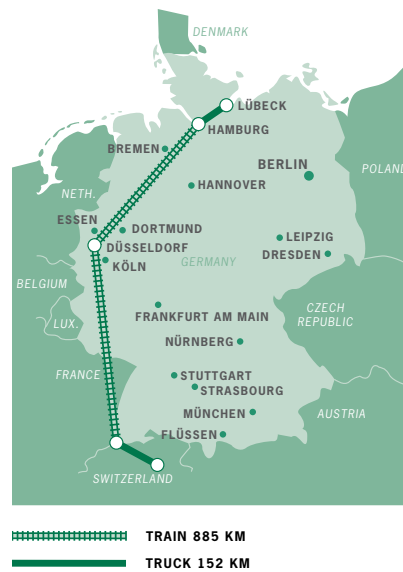 DENMARK
LÜBECK
HAMBURG
BREMEN
BERLIN
POLAND
HANNOVER
NETH.
ESSEN
DORTMUND
DÜSSELDORF
LEIPZIG
DRESDEN
KÖLN
GERMANY
BELGIUM
CZECH
REPUBLIC
FRANKFURT AM MAIN
LUX.
NÜRNBERG
FRANCE
STUTTGART
STRASBOURG
MÜNCHEN
AUSTRIA
FLÜSSEN
SWITZERLAND
TRAIN 885 KM
TRUCK 152 KM